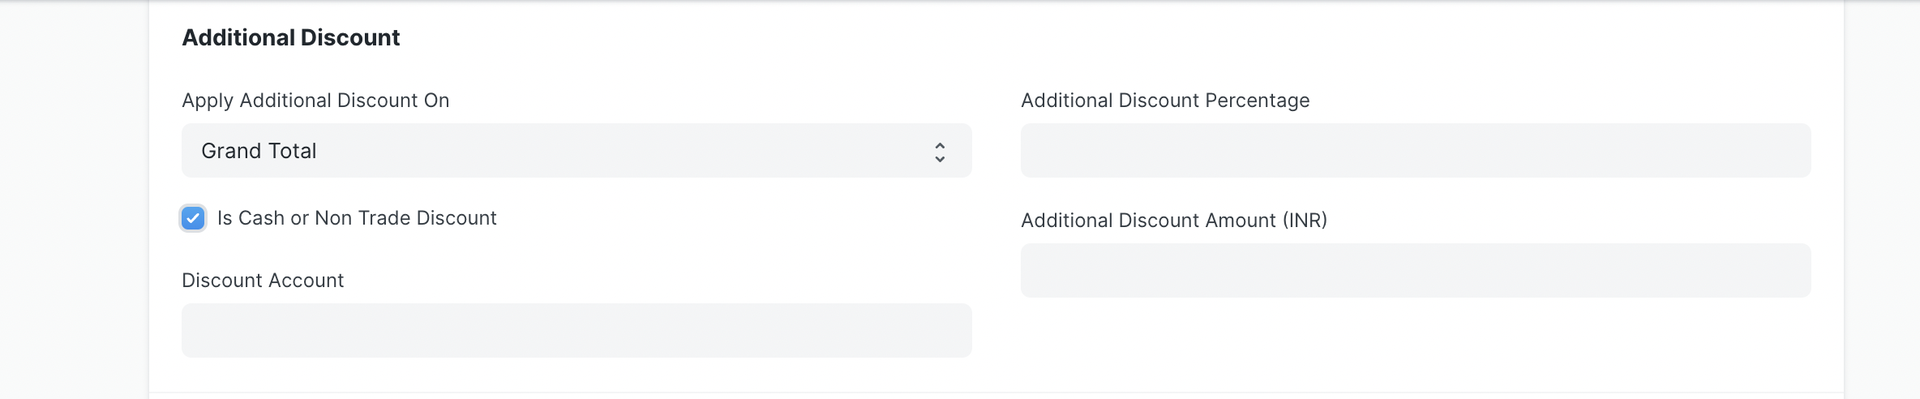 Additional Discount
Apply Additional Discount On
Grand Total
Is Cash or Non Trade Discount
Discount Account
Additional Discount Percentage
Additional Discount Amount (INR)